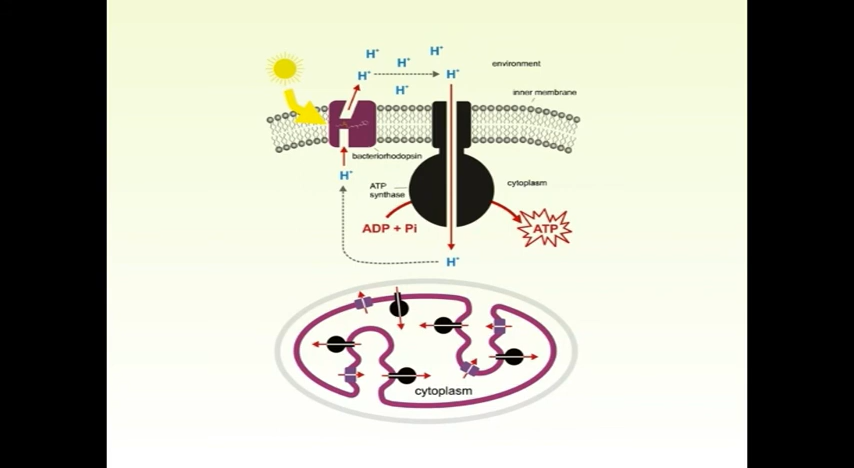 H⁺
H⁺
H⁺
H⁺
H⁺
H⁺
environment
inner membrane
bacteriorhodopsin
H⁺
ATP
synthase
cytoplasm
ADP + Pi
ATP
H⁺
cytoplasm